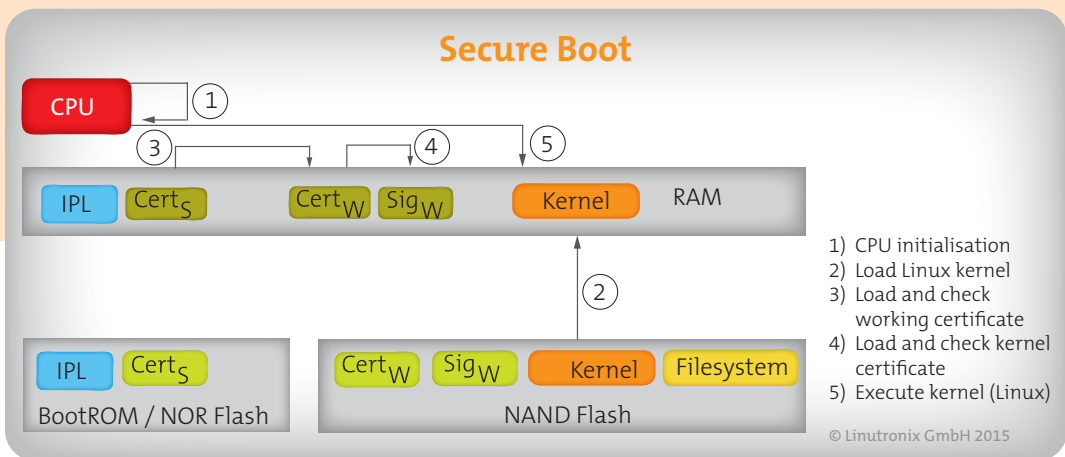 Secure Boot
CPU
1
3
4
5
IPL
CertS
CertW
SigW
Kernel
RAM
2
IPL
CertS
BootROM / NOR Flash
CertW
SigW
Kernel
Filesystem
NAND Flash
1) CPU initialisation
2) Load Linux kernel
3) Load and check
working certificate
4) Load and check kernel
certificate
5) Execute kernel (Linux)
© Linutronix GmbH 2015